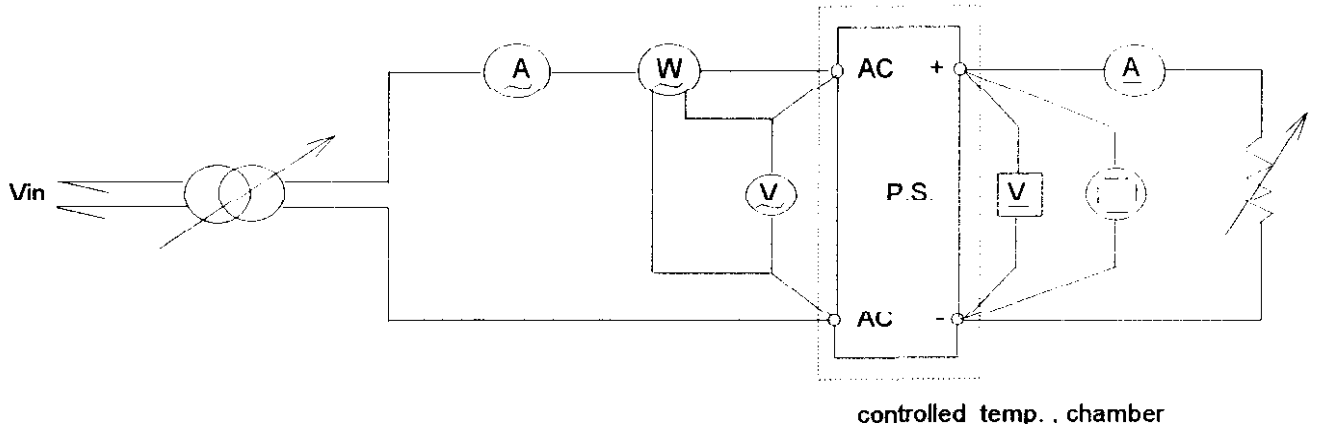 A W AC + A
Vin V P.S. V
AC -
controlled temp. , chamber